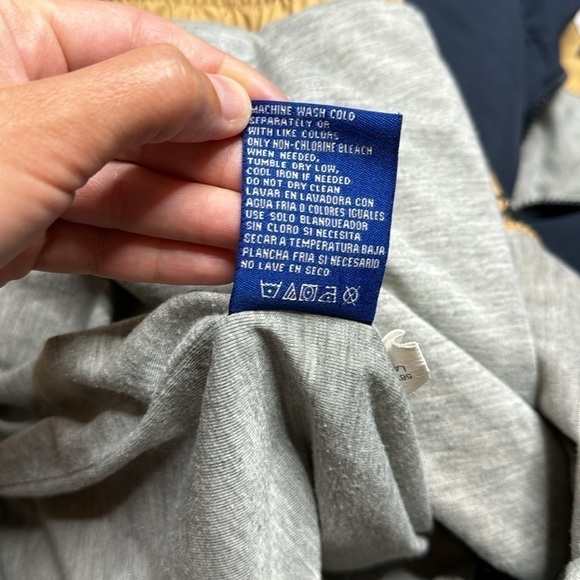 MACHINE WASH COLD
SEPARATELY OR
WITH LIKE COLORS
ONLY NON-CHLORINE BLEACH
WHEN NEEDED,
TUMBLE DRY LOW,
COOL IRON IF NEEDED
DO NOT DRY CLEAN
LAVAR EN LAVADORA CON
AGUA FRIA O COLORES IGUALES
USE SOLO BLANQUEADOR
SIN CLORO SI NECESITA
SECAR A TEMPERATURA BAJA
PLANCHA FRIA SI NECESARIO
NO LAVE EN SECO